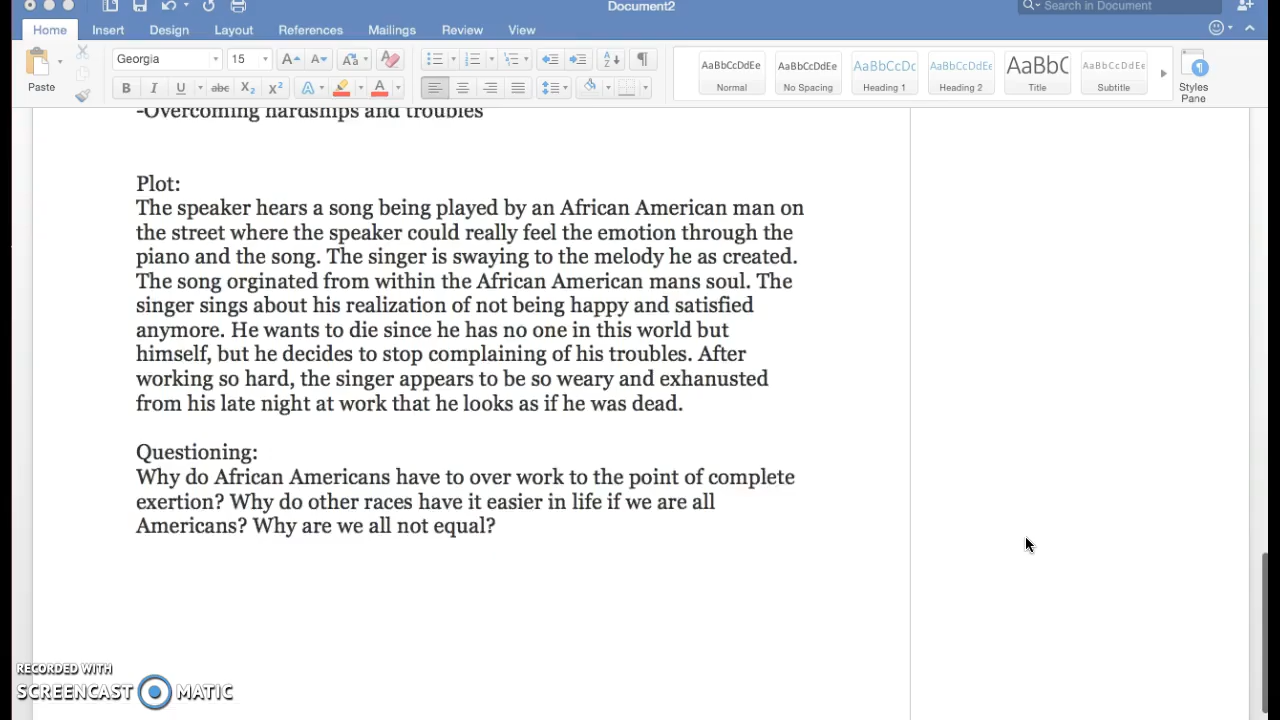 Document2
Search in Document
Home Insert Design Layout References Mailings Review View
Georgia 15
Paste
AaBbCcDdEe AaBbCcDdEe AaBbCcDc AaBbCcDdEe AaBbC AaBbCcDdEe
Normal No Spacing Heading 1 Heading 2 Title Subtitle
Styles
Pane
-Overcoming hardships and troubles
Plot:
The speaker hears a song being played by an African American man on
the street where the speaker could really feel the emotion through the
piano and the song. The singer is swaying to the melody he as created.
The song orginated from within the African American mans soul. The
singer sings about his realization of not being happy and satisfied
anymore. He wants to die since he has no one in this world but
himself, but he decides to stop complaining of his troubles. After
working so hard, the singer appears to be so weary and exhanusted
from his late night at work that he looks as if he was dead.
Questioning:
Why do African Americans have to over work to the point of complete
exertion? Why do other races have it easier in life if we are all
Americans? Why are we all not equal?
RECORDED WITH
SCREENCAST MATIC